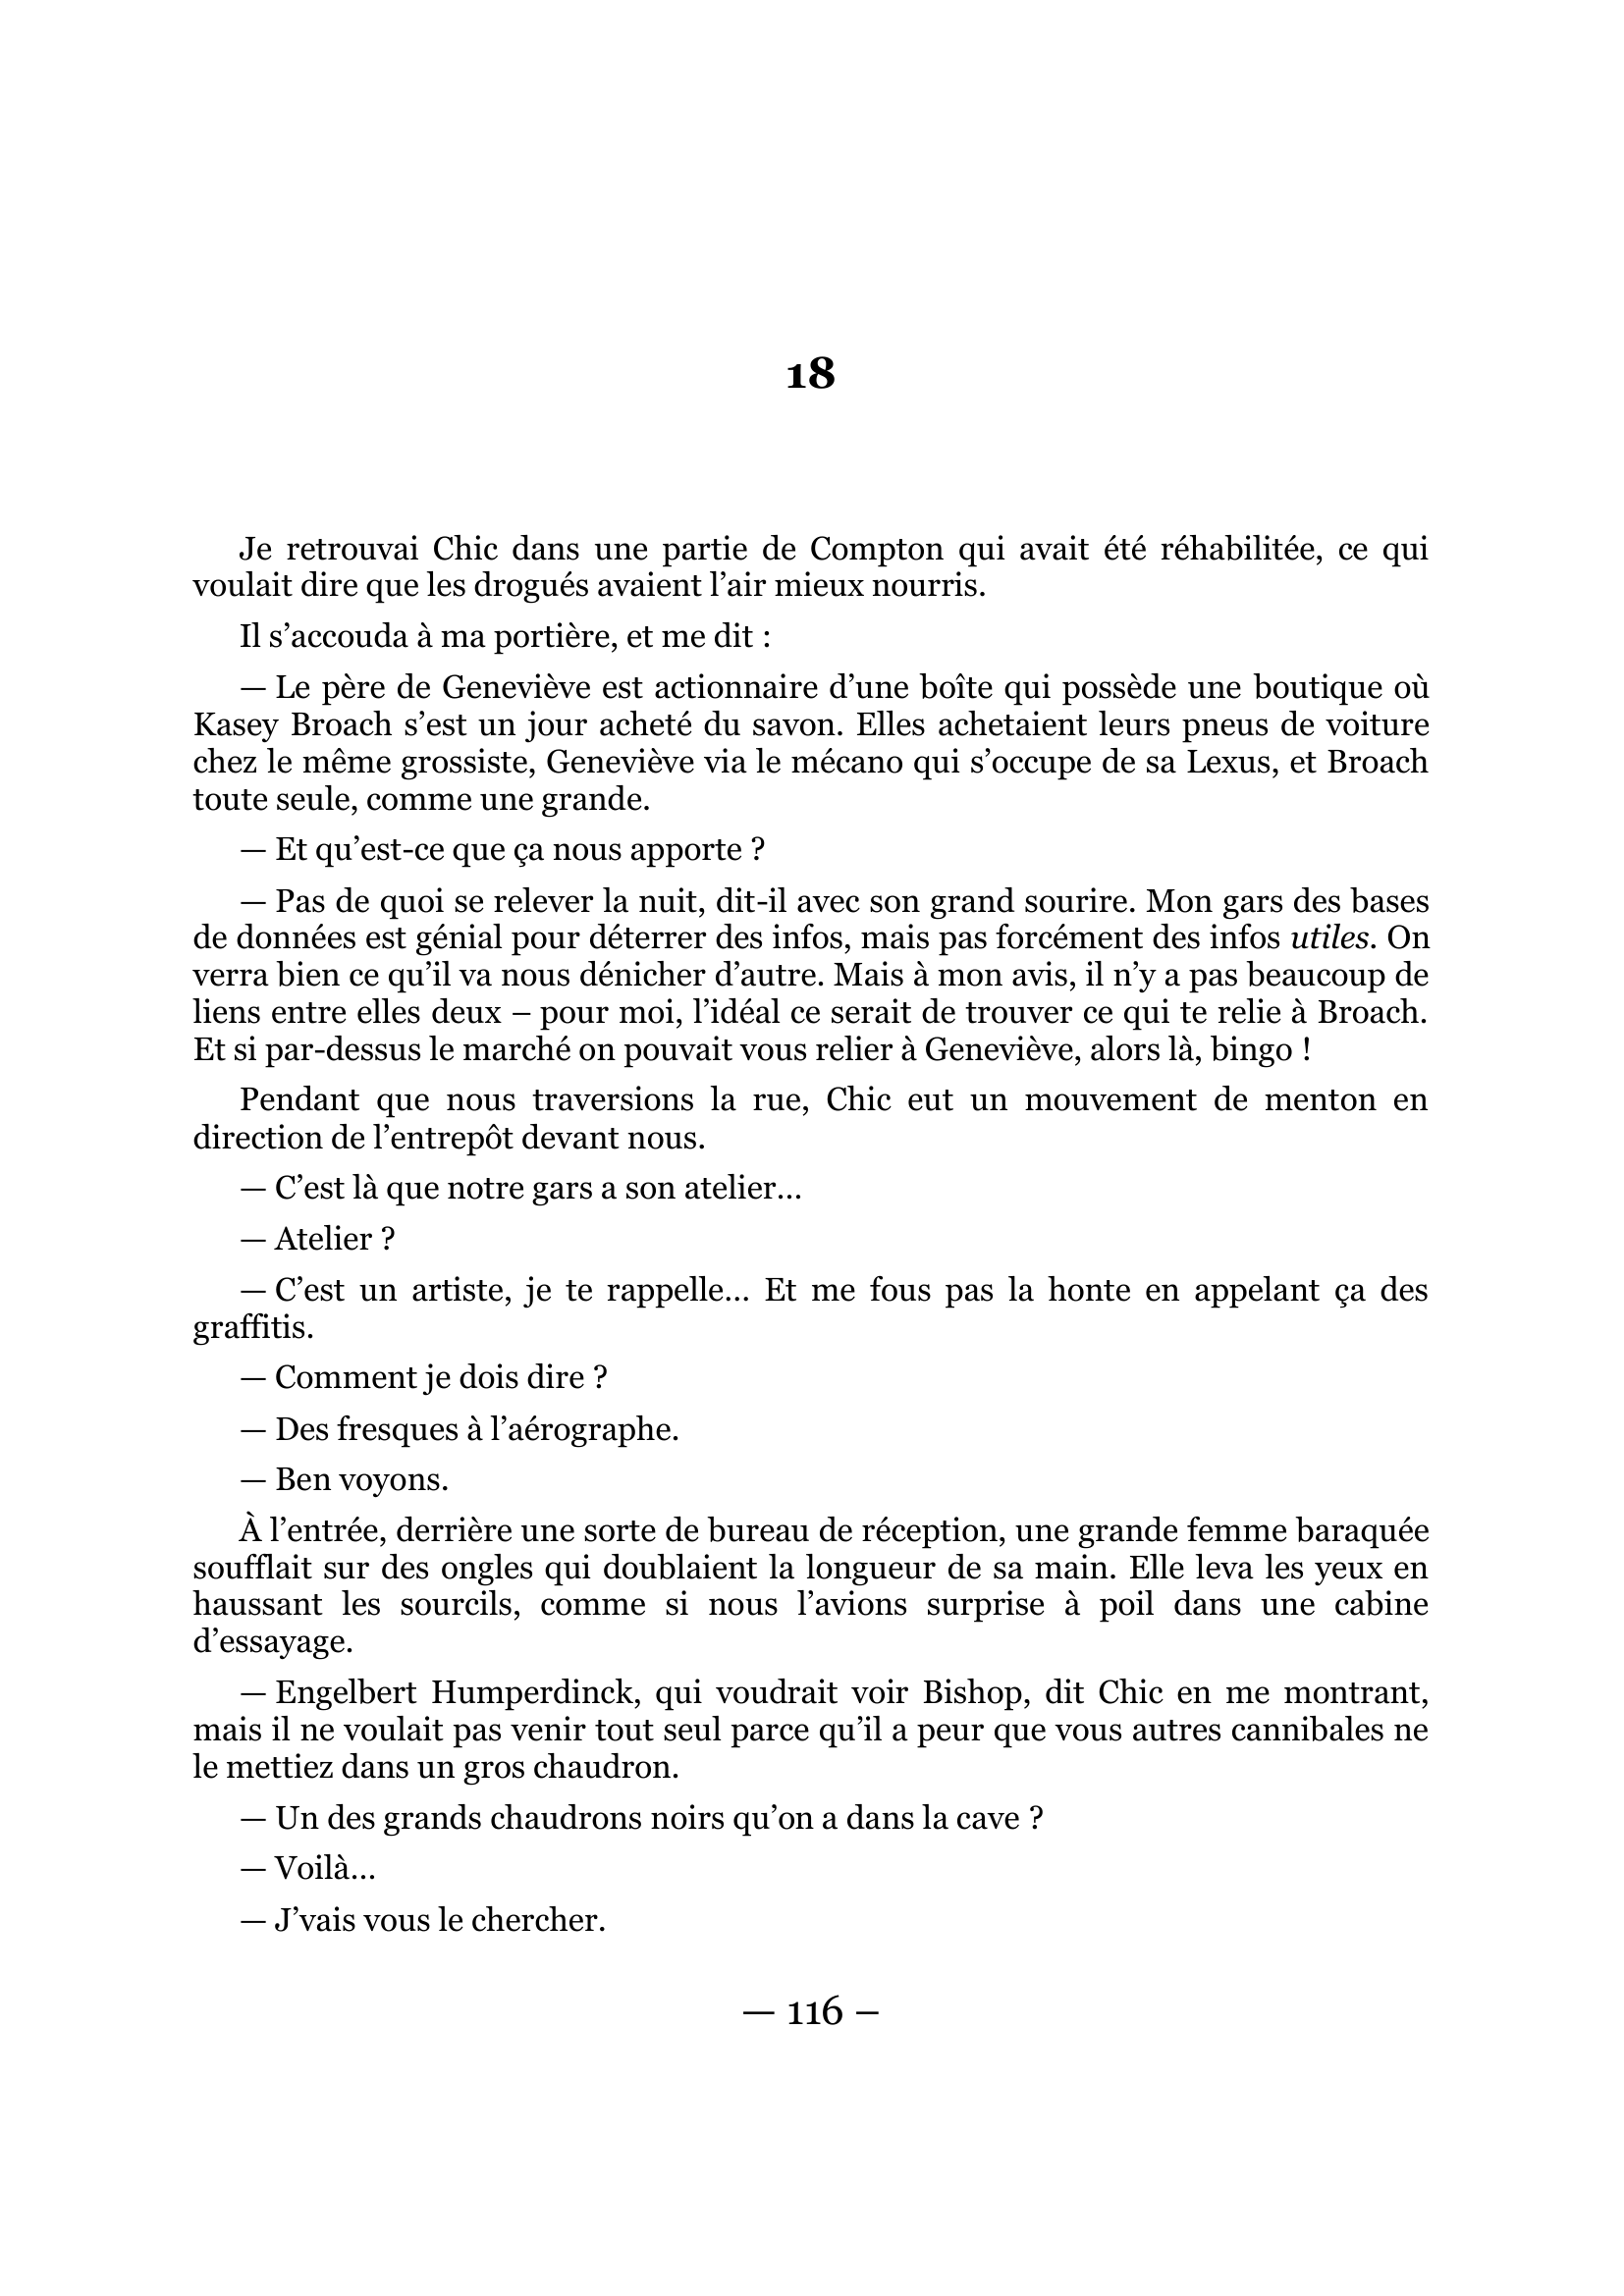 18
Je retrouvai Chic dans une partie de Compton qui avait été réhabilitée, ce qui
voulait dire que les drogués avaient l’air mieux nourris.
Il s’accouda à ma portière, et me dit :
— Le père de Geneviève est actionnaire d’une boîte qui possède une boutique où
Kasey Broach s’est un jour acheté du savon. Elles achetaient leurs pneus de voiture
chez le même grossiste, Geneviève via le mécano qui s’occupe de sa Lexus, et Broach
toute seule, comme une grande.
— Et qu’est-ce que ça nous apporte ?
— Pas de quoi se relever la nuit, dit-il avec son grand sourire. Mon gars des bases
de données est génial pour déterrer des infos, mais pas forcément des infos utiles. On
verra bien ce qu’il va nous dénicher d’autre. Mais à mon avis, il n’y a pas beaucoup de
liens entre elles deux – pour moi, l’idéal ce serait de trouver ce qui te relie à Broach.
Et si par-dessus le marché on pouvait vous relier à Geneviève, alors là, bingo !
Pendant que nous traversions la rue, Chic eut un mouvement de menton en
direction de l’entrepôt devant nous.
— C’est là que notre gars a son atelier…
— Atelier ?
— C’est un artiste, je te rappelle… Et me fous pas la honte en appelant ça des
graffitis.
— Comment je dois dire ?
— Des fresques à l’aérographe.
— Ben voyons.
À l’entrée, derrière une sorte de bureau de réception, une grande femme baraquée
soufflait sur des ongles qui doublaient la longueur de sa main. Elle leva les yeux en
haussant les sourcils, comme si nous l’avions surprise à poil dans une cabine
d’essayage.
— Engelbert Humperdinck, qui voudrait voir Bishop, dit Chic en me montrant,
mais il ne voulait pas venir tout seul parce qu’il a peur que vous autres cannibales ne
le mettiez dans un gros chaudron.
— Un des grands chaudrons noirs qu’on a dans la cave ?
— Voilà…
— J’vais vous le chercher.
— 116 –